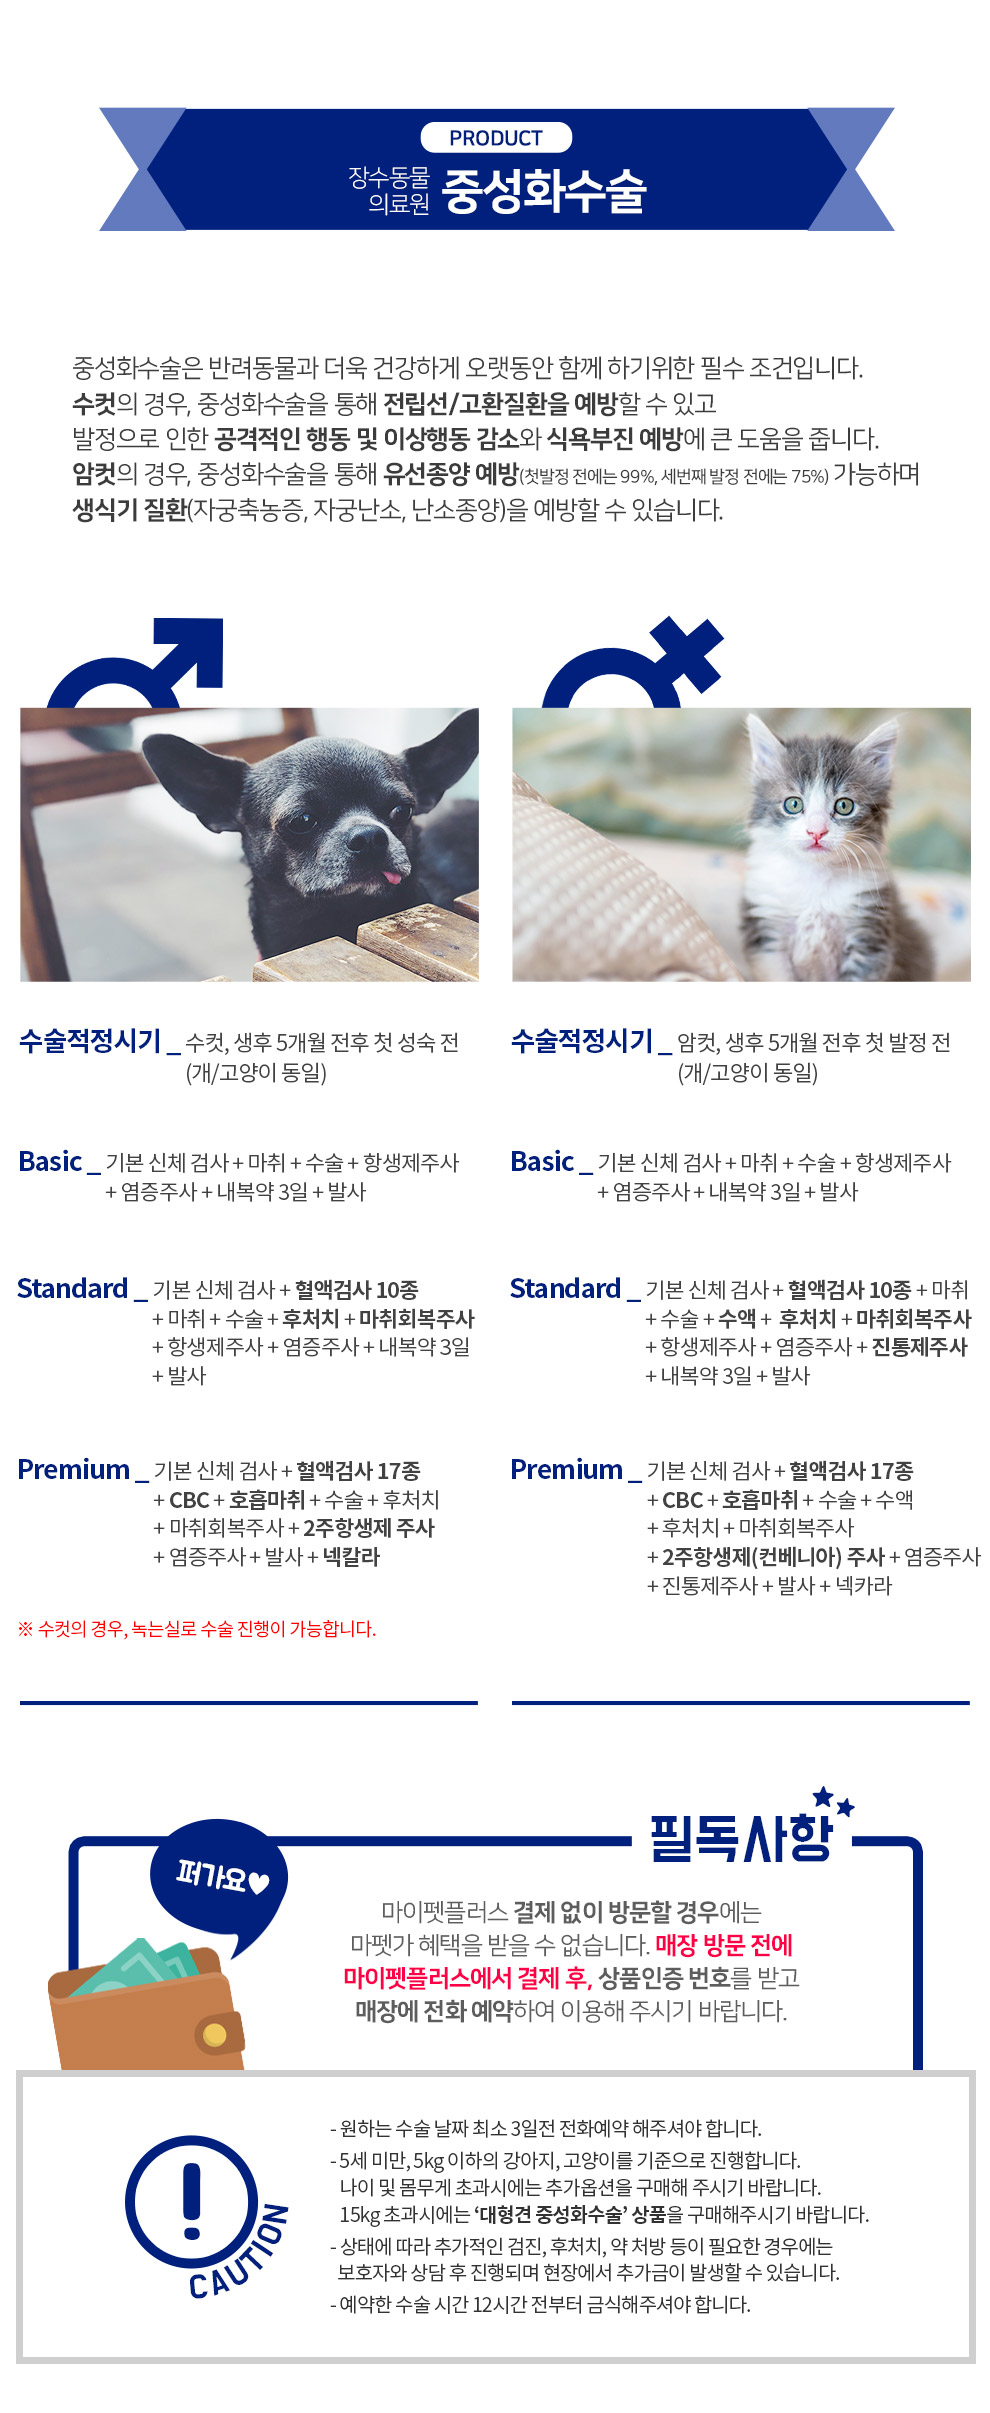 PRODUCT
장수동물
의료원
중성화수술
중성화수술은 반려동물과 더욱 건강하게 오랫동안 함께 하기위한 필수 조건입니다.
수컷의 경우, 중성화수술을 통해 전립선/고환질환을 예방할 수 있고
발정으로 인한 공격적인 행동 및 이상행동 감소와 식욕부진 예방에 큰 도움을 줍니다.
암컷의 경우, 중성화수술을 통해 유선종양 예방(첫발정 전에는 99%, 세번째 발정 전에는 75%) 가능하며
생식기 질환(자궁축농증, 자궁난소, 난소종양)을 예방할 수 있습니다.
수술적정시기 _ 수컷, 생후 5개월 전후 첫 성숙 전
(개/고양이 동일)
Basic _ 기본 신체 검사 + 마취 + 수술 + 항생제주사
+ 염증주사 + 내복약 3일 + 발사
Standard _ 기본 신체 검사 + 혈액검사 10종
+ 마취 + 수술 + 후처치 + 마취회복주사
+ 항생제주사 + 염증주사 + 내복약 3일
+ 발사
Premium _ 기본 신체 검사 + 혈액검사 17종
+ CBC + 호흡마취 + 수술 + 후처치
+ 마취회복주사 + 2주항생제 주사
+ 염증주사 + 발사 + 넥칼라
※ 수컷의 경우, 녹는실로 수술 진행이 가능합니다.
수술적정시기 _ 암컷, 생후 5개월 전후 첫 발정 전
(개/고양이 동일)
Basic _ 기본 신체 검사 + 마취 + 수술 + 항생제주사
+ 염증주사 + 내복약 3일 + 발사
Standard _ 기본 신체 검사 + 혈액검사 10종 + 마취
+ 수술 + 수액 + 후처치 + 마취회복주사
+ 항생제주사 + 염증주사 + 진통제주사
+ 내복약 3일 + 발사
Premium _ 기본 신체 검사 + 혈액검사 17종
+ CBC + 호흡마취 + 수술 + 수액
+ 후처치 + 마취회복주사
+ 2주항생제(컨베니아) 주사 + 염증주사
+ 진통제주사 + 발사 + 넥카라
필독사항
퍼가요♥
마이펫플러스 결제 없이 방문할 경우에는
마펫가 혜택을 받을 수 없습니다. 매장 방문 전에
마이펫플러스에서 결제 후, 상품인증 번호를 받고
매장에 전화 예약하여 이용해 주시기 바랍니다.
!
CAUTION
- 원하는 수술 날짜 최소 3일전 전화예약 해주셔야 합니다.
- 5세 미만, 5kg 이하의 강아지, 고양이를 기준으로 진행합니다.
나이 및 몸무게 초과시에는 추가옵션을 구매해 주시기 바랍니다.
15kg 초과시에는 ‘대형견 중성화수술’ 상품을 구매해주시기 바랍니다.
- 상태에 따라 추가적인 검진, 후처치, 약 처방 등이 필요한 경우에는
보호자와 상담 후 진행되며 현장에서 추가금이 발생할 수 있습니다.
- 예약한 수술 시간 12시간 전부터 금식해주셔야 합니다.